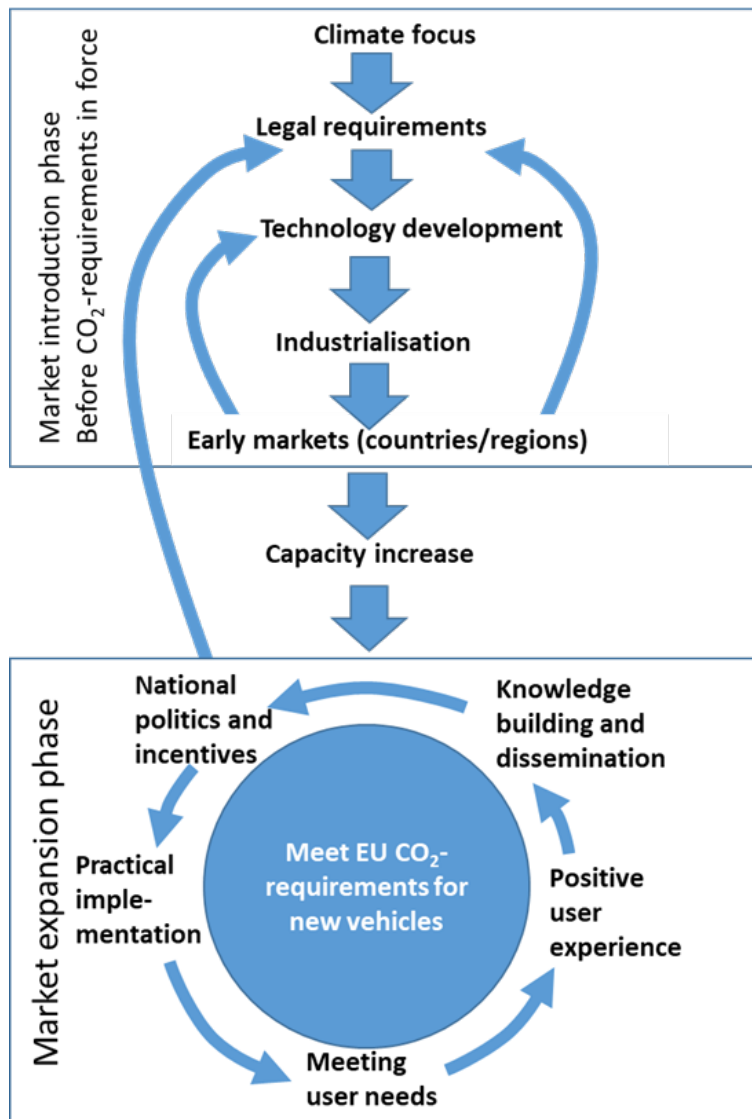 Climate focus
Legal requirements
Technology development
Industrialisation
Early markets (countries/regions)
Market introduction phase
Before CO₂-requirements in force
Capacity increase
Market expansion phase
National
politics and
incentives
Knowledge
building and
dissemination
Practical
imple-
mentation
Meet EU CO₂-
requirements for
new vehicles
Positive
user
experience
Meeting
user needs